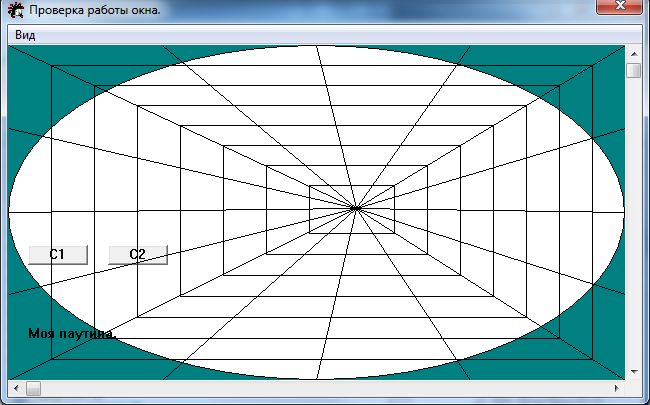 Проверка работы окна.
Вид
C1
C2
Моя паутина.